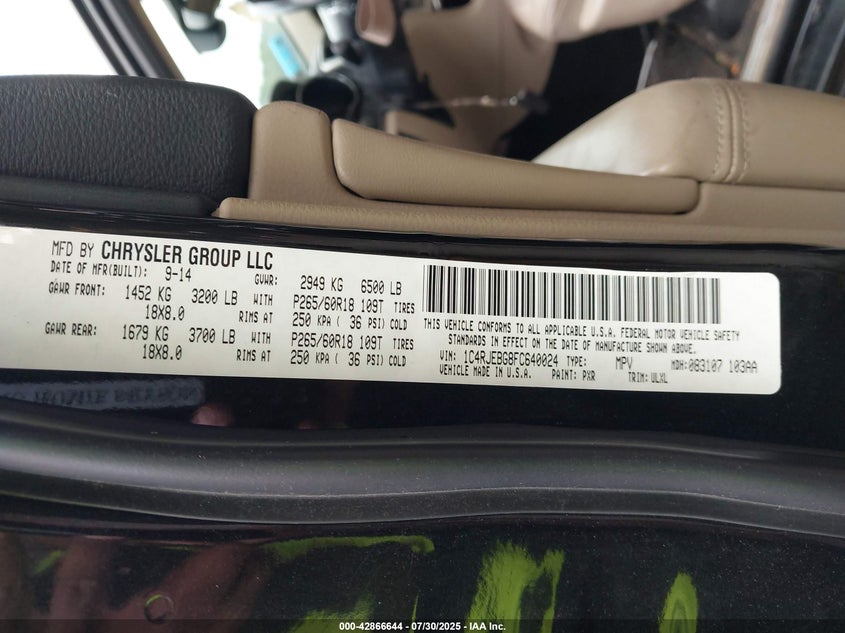 MFD BY CHRYSLER GROUP LLC
DATE OF MFR(BUILT): 9-14 GVWR: 2949 KG 6500 LB
GAWR FRONT: 1452 KG 3200 LB WITH P265/60R18 109T TIRES
18X8.0 RIMS AT 250 KPA ( 36 PSI) COLD
GAWR REAR: 1679 KG 3700 LB WITH P265/60R18 109T TIRES
18X8.0 RIMS AT 250 KPA ( 36 PSI) COLD
THIS VEHICLE CONFORMS TO ALL APPLICABLE U.S.A. FEDERAL MOTOR VEHICLE SAFETY
STANDARDS IN EFFECT ON THE DATE OF MANUFACTURE SHOWN ABOVE.
VIN: 1C4RJEBG8FC640024 TYPE: MPV MDH:083107 103AA
VEHICLE MADE IN U.S.A. PAINT: PXR TRIM: ULXL
000-42866644 - 07/30/2025 - IAA Inc.